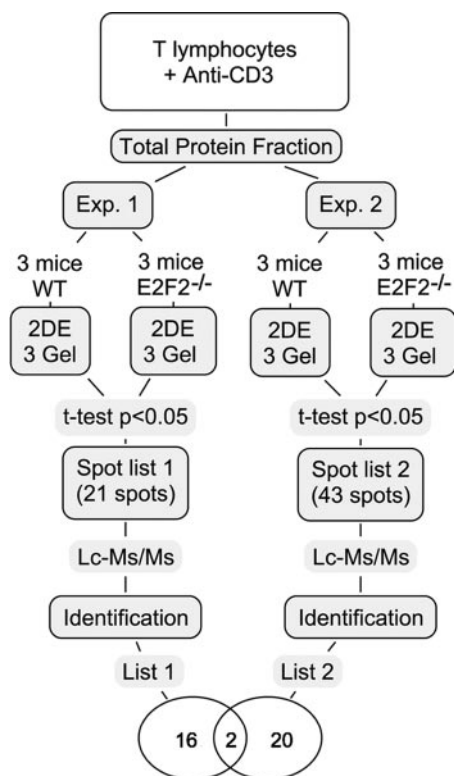 T lymphocytes
+ Anti-CD3
Total Protein Fraction
Exp. 1
Exp. 2
3 mice
WT
3 mice
E2F2-/-
3 mice
WT
3 mice
E2F2-/-
2DE
3 Gel
2DE
3 Gel
2DE
3 Gel
2DE
3 Gel
t-test p<0.05
t-test p<0.05
Spot list 1
(21 spots)
Spot list 2
(43 spots)
Lc-Ms/Ms
Lc-Ms/Ms
Identification
Identification
List 1
List 2
16
2
20